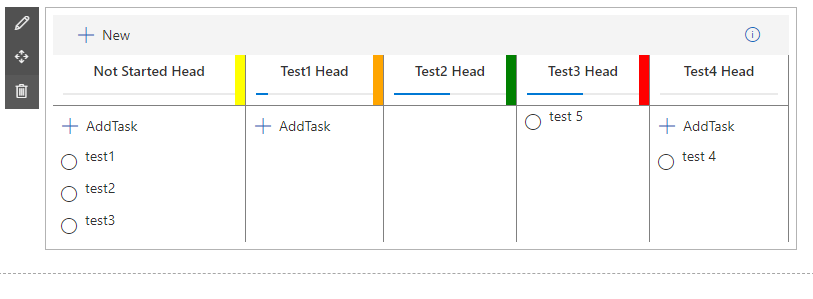 New
Not Started Head
Test1 Head
Test2 Head
Test3 Head
Test4 Head
AddTask
AddTask
test 5
AddTask
test1
test 4
test2
test3